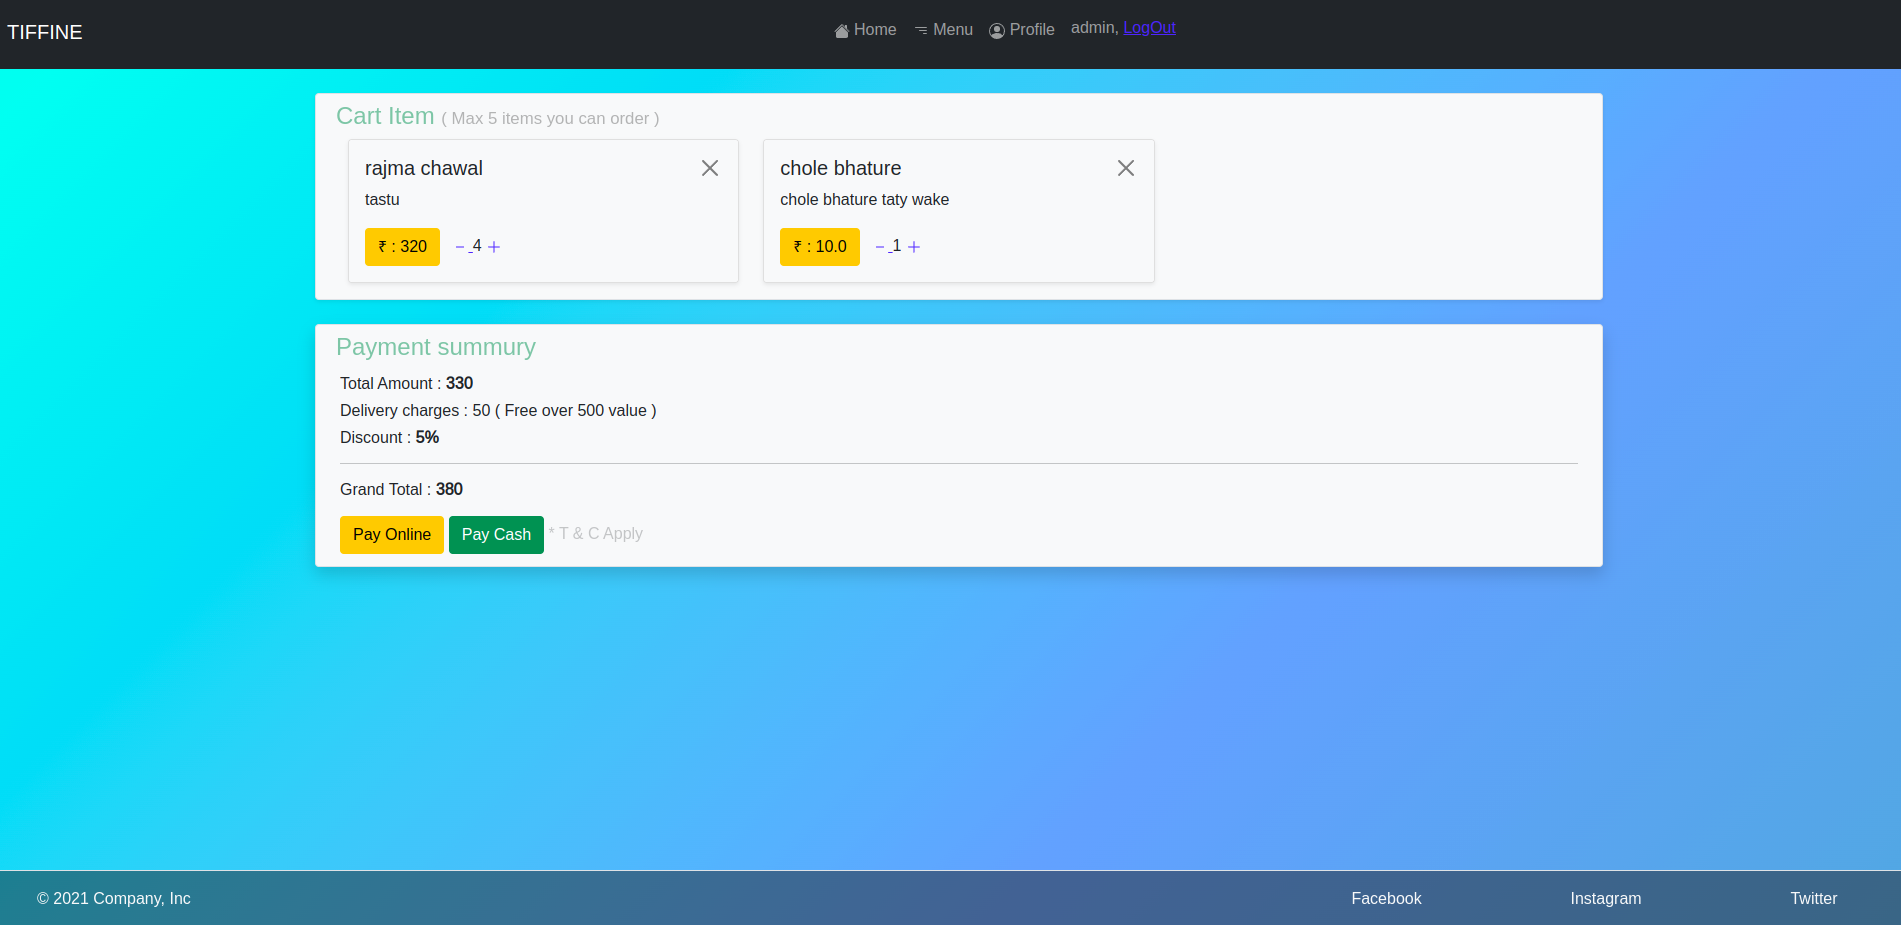 TIFFINE
Home Menu Profile admin, LogOut
Cart Item ( Max 5 items you can order )
rajma chawal
tastu
₹ : 320 - 4 +
chole bhature
chole bhature taty wake
₹ : 10.0 - 1 +
Payment summury
Total Amount : 330
Delivery charges : 50 ( Free over 500 value )
Discount : 5%
Grand Total : 380
Pay Online Pay Cash * T & C Apply
© 2021 Company, Inc Facebook Instagram Twitter